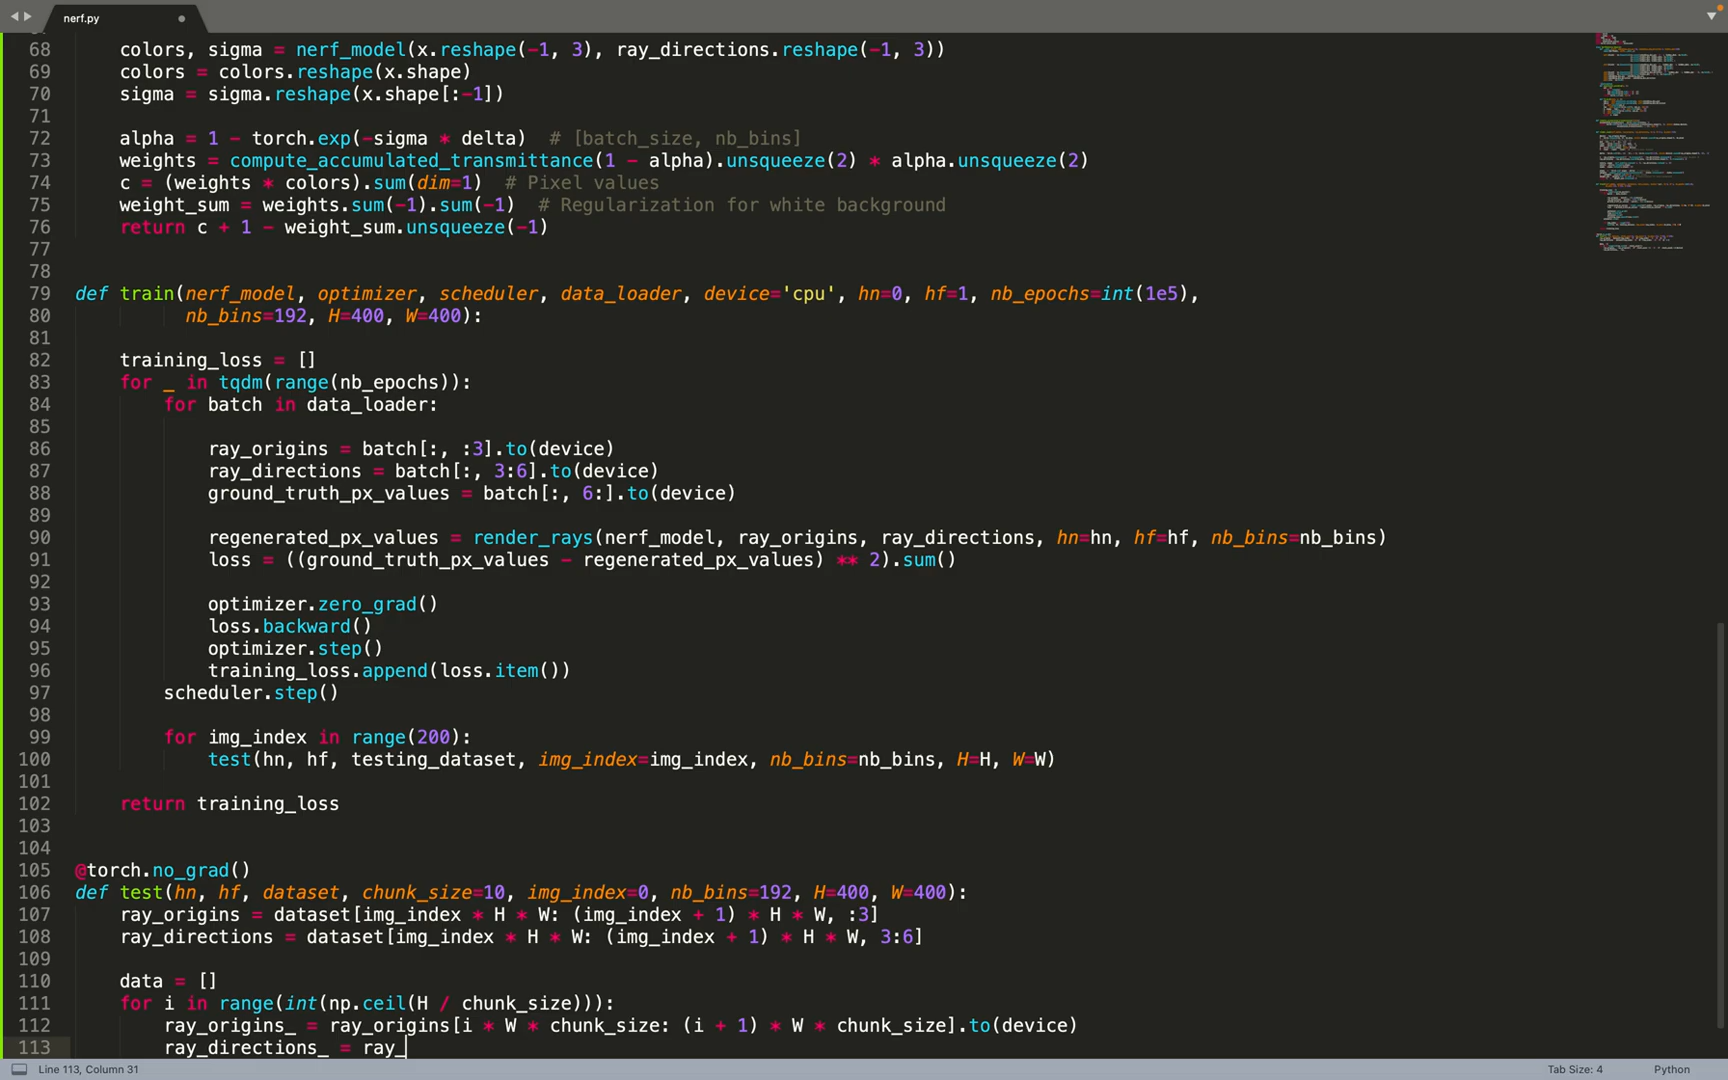 nerf.py
68 colors, sigma = nerf_model(x.reshape(-1, 3), ray_directions.reshape(-1, 3))
69 colors = colors.reshape(x.shape)
70 sigma = sigma.reshape(x.shape[:-1])
71
72 alpha = 1 - torch.exp(-sigma * delta)  # [batch_size, nb_bins]
73 weights = compute_accumulated_transmittance(1 - alpha).unsqueeze(2) * alpha.unsqueeze(2)
74 c = (weights * colors).sum(dim=1)  # Pixel values
75 weight_sum = weights.sum(-1).sum(-1)  # Regularization for white background
76 return c + 1 - weight_sum.unsqueeze(-1)
77
78
79 def train(nerf_model, optimizer, scheduler, data_loader, device='cpu', hn=0, hf=1, nb_epochs=int(1e5),
80 nb_bins=192, H=400, W=400):
81
82 training_loss = []
83 for _ in tqdm(range(nb_epochs)):
84 for batch in data_loader:
85
86 ray_origins = batch[:, :3].to(device)
87 ray_directions = batch[:, 3:6].to(device)
88 ground_truth_px_values = batch[:, 6:].to(device)
89
90 regenerated_px_values = render_rays(nerf_model, ray_origins, ray_directions, hn=hn, hf=hf, nb_bins=nb_bins)
91 loss = ((ground_truth_px_values - regenerated_px_values) ** 2).sum()
92
93 optimizer.zero_grad()
94 loss.backward()
95 optimizer.step()
96 training_loss.append(loss.item())
97 scheduler.step()
98
99 for img_index in range(200):
100 test(hn, hf, testing_dataset, img_index=img_index, nb_bins=nb_bins, H=H, W=W)
101
102 return training_loss
103
104
105 @torch.no_grad()
106 def test(hn, hf, dataset, chunk_size=10, img_index=0, nb_bins=192, H=400, W=400):
107 ray_origins = dataset[img_index * H * W: (img_index + 1) * H * W, :3]
108 ray_directions = dataset[img_index * H * W: (img_index + 1) * H * W, 3:6]
109
110 data = []
111 for i in range(int(np.ceil(H / chunk_size))):
112 ray_origins_ = ray_origins[i * W * chunk_size: (i + 1) * W * chunk_size].to(device)
113 ray_directions_ = ray_
Line 113, Column 31
Tab Size: 4
Python